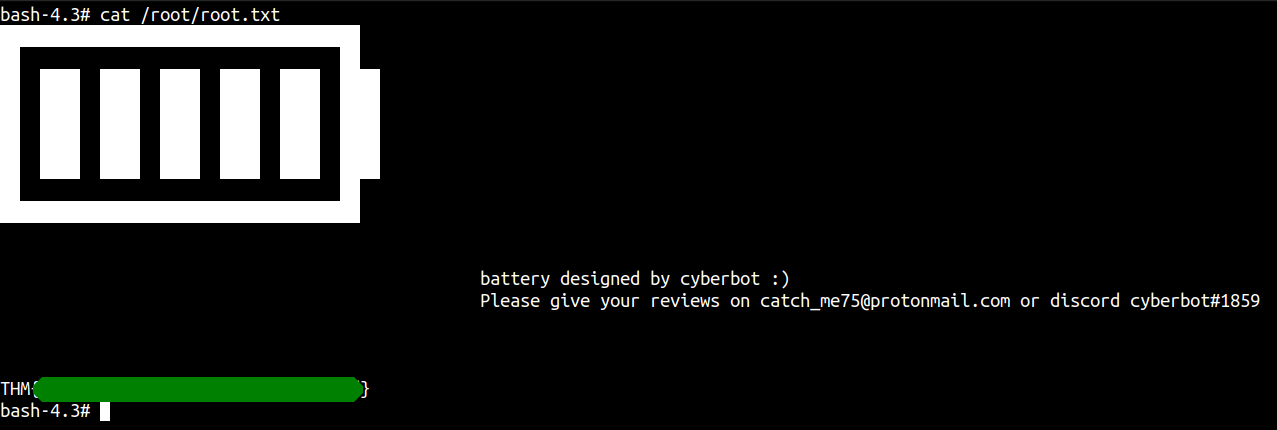 bash-4.3# cat /root/root.txt
battery designed by cyberbot :)
Please give your reviews on catch_me75@protonmail.com or discord cyberbot#1859
THM{}
bash-4.3#